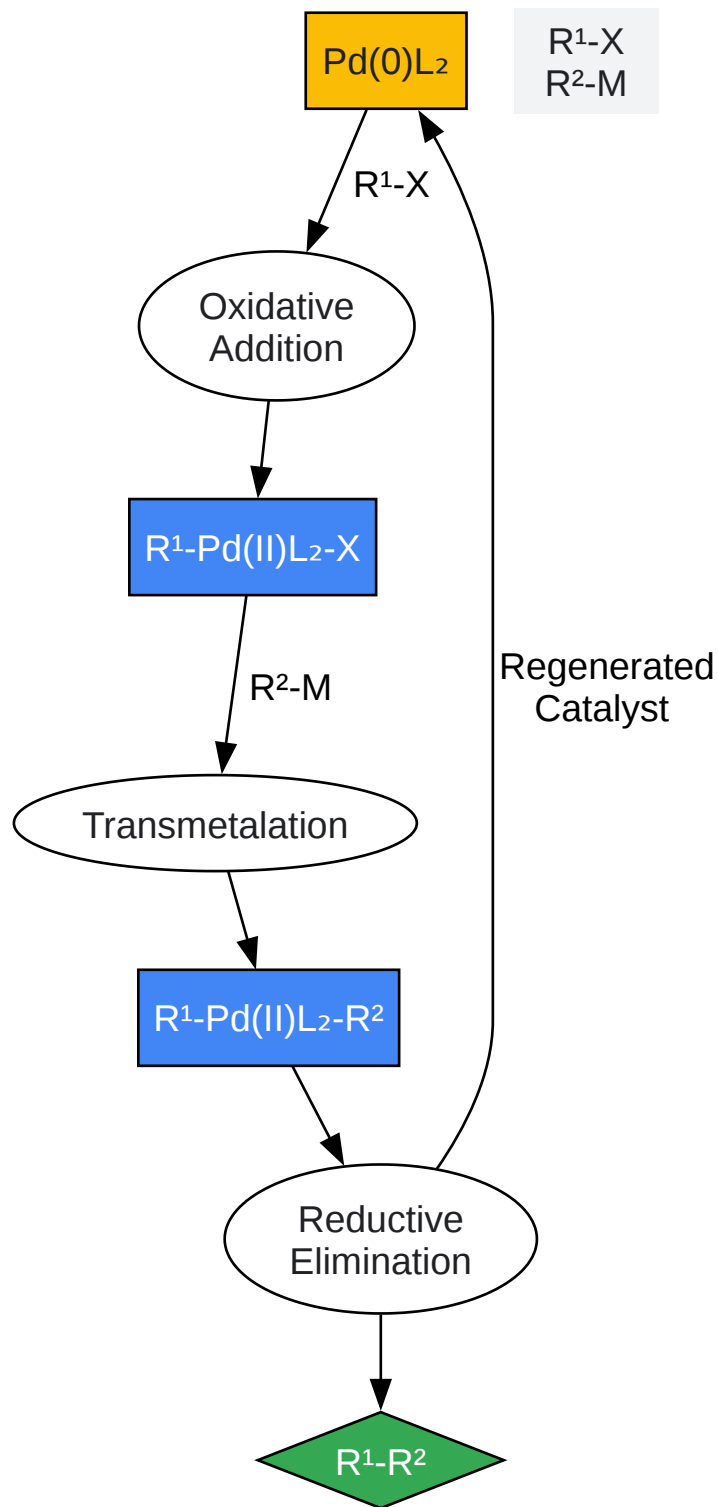 Pd(0)L₂
R¹-X
R²-M
R¹-X
Oxidative
Addition
R¹-Pd(II)L₂-X
Regenerated
Catalyst
R²-M
Transmetalation
R¹-Pd(II)L₂-R²
Reductive
Elimination
R¹-R²